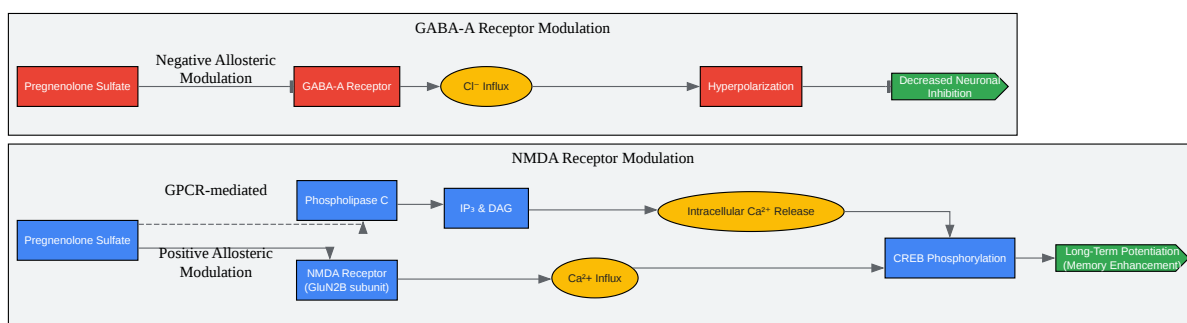 GABA-A Receptor Modulation
Negative Allosteric
Modulation
Pregnenolone Sulfate
GABA-A Receptor
Cl⁻ Influx
Hyperpolarization
Decreased Neuronal
Inhibition
NMDA Receptor Modulation
GPCR-mediated
Phospholipase C
IP₃ & DAG
Intracellular Ca²⁺ Release
Pregnenolone Sulfate
Positive Allosteric
Modulation
NMDA Receptor
(GluN2B subunit)
Ca²+ Influx
CREB Phosphorylation
Long-Term Potentiation
(Memory Enhancement)